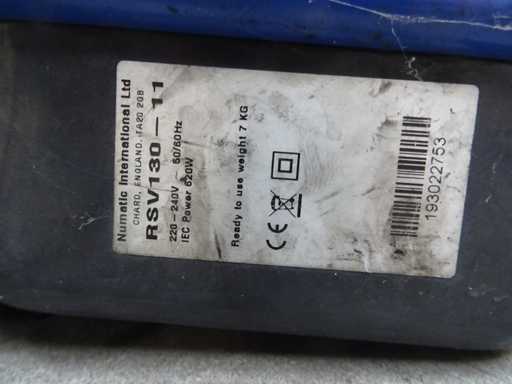 Numatic International Ltd
CHARD, ENGLAND, TA20 2GB
RSV130-11
220-240V ~ 50/60Hz
IEC Power 620W
Ready to use weight 7 KG
CE
193022753